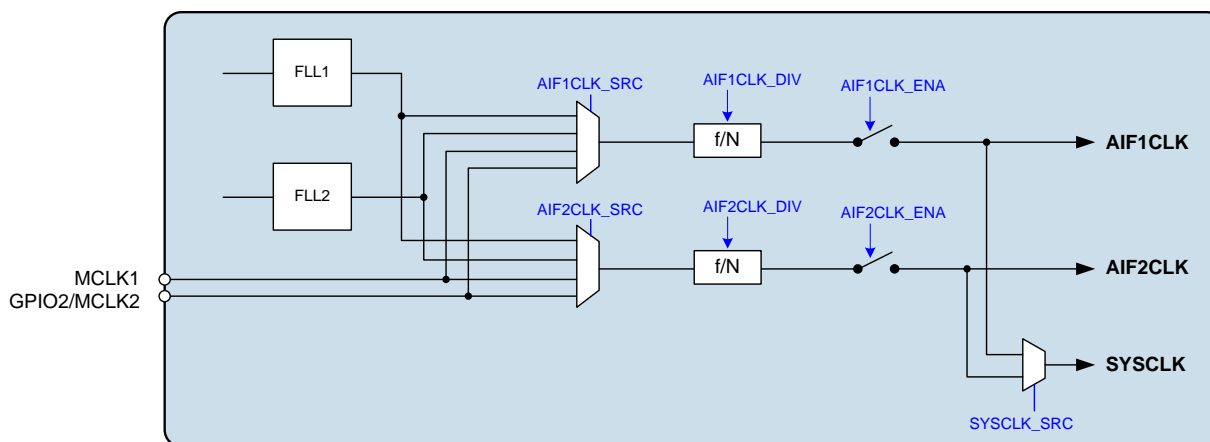 FLL1
AIF1CLK_SRC
AIF1CLK_DIV
AIF1CLK_ENA
f/N
AIF1CLK
FLL2
AIF2CLK_SRC
AIF2CLK_DIV
AIF2CLK_ENA
f/N
AIF2CLK
MCLK1
GPIO2/MCLK2
SYSCLK
SYSCLK_SRC